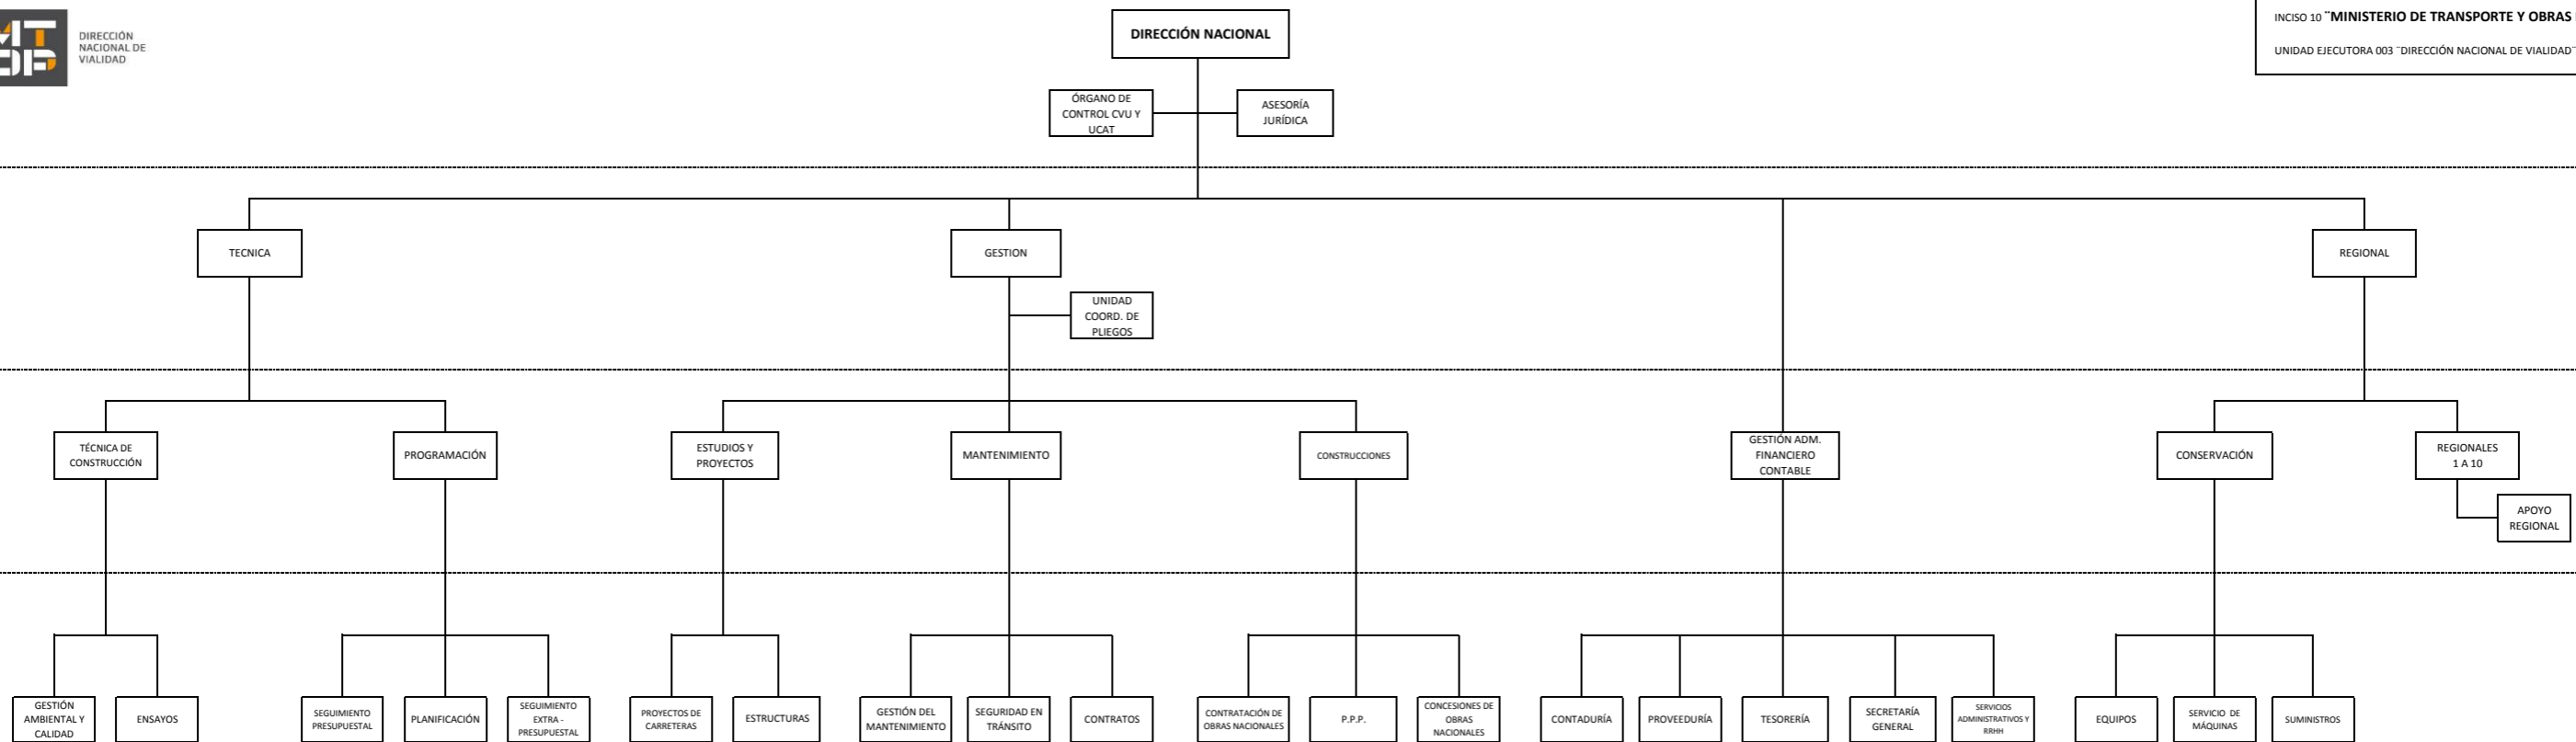 DIRECCIÓN
NACIONAL DE
VIALIDAD
DIRECCIÓN NACIONAL
INCISO 10 ¨MINISTERIO DE TRANSPORTE Y OBRAS
UNIDAD EJECUTORA 003 ¨DIRECCIÓN NACIONAL DE VIALIDAD¨
ÓRGANO DE
CONTROL CVU Y
UCAT
ASESORÍA
JURÍDICA
TECNICA
GESTION
REGIONAL
UNIDAD
COORD. DE
PLIEGOS
TÉCNICA DE
CONSTRUCCIÓN
PROGRAMACIÓN
ESTUDIOS Y
PROYECTOS
MANTENIMIENTO
CONSTRUCCIONES
GESTIÓN ADM.
FINANCIERO
CONTABLE
CONSERVACIÓN
REGIONALES
1 A 10
APOYO
REGIONAL
GESTIÓN
AMBIENTAL Y
CALIDAD
ENSAYOS
SEGUIMIENTO
PRESUPUESTAL
PLANIFICACIÓN
SEGUIMIENTO
EXTRA -
PRESUPUESTAL
PROYECTOS DE
CARRETERAS
ESTRUCTURAS
GESTIÓN DEL
MANTENIMIENTO
SEGURIDAD EN
TRÁNSITO
CONTRATOS
CONTRATACIÓN DE
OBRAS NACIONALES
P.P.P.
CONCESIONES DE
OBRAS
NACIONALES
CONTADURÍA
PROVEEDURÍA
TESORERÍA
SECRETARÍA
GENERAL
SERVICIOS
ADMINISTRATIVOS Y
RRHH
EQUIPOS
SERVICIO DE
MÁQUINAS
SUMINISTROS